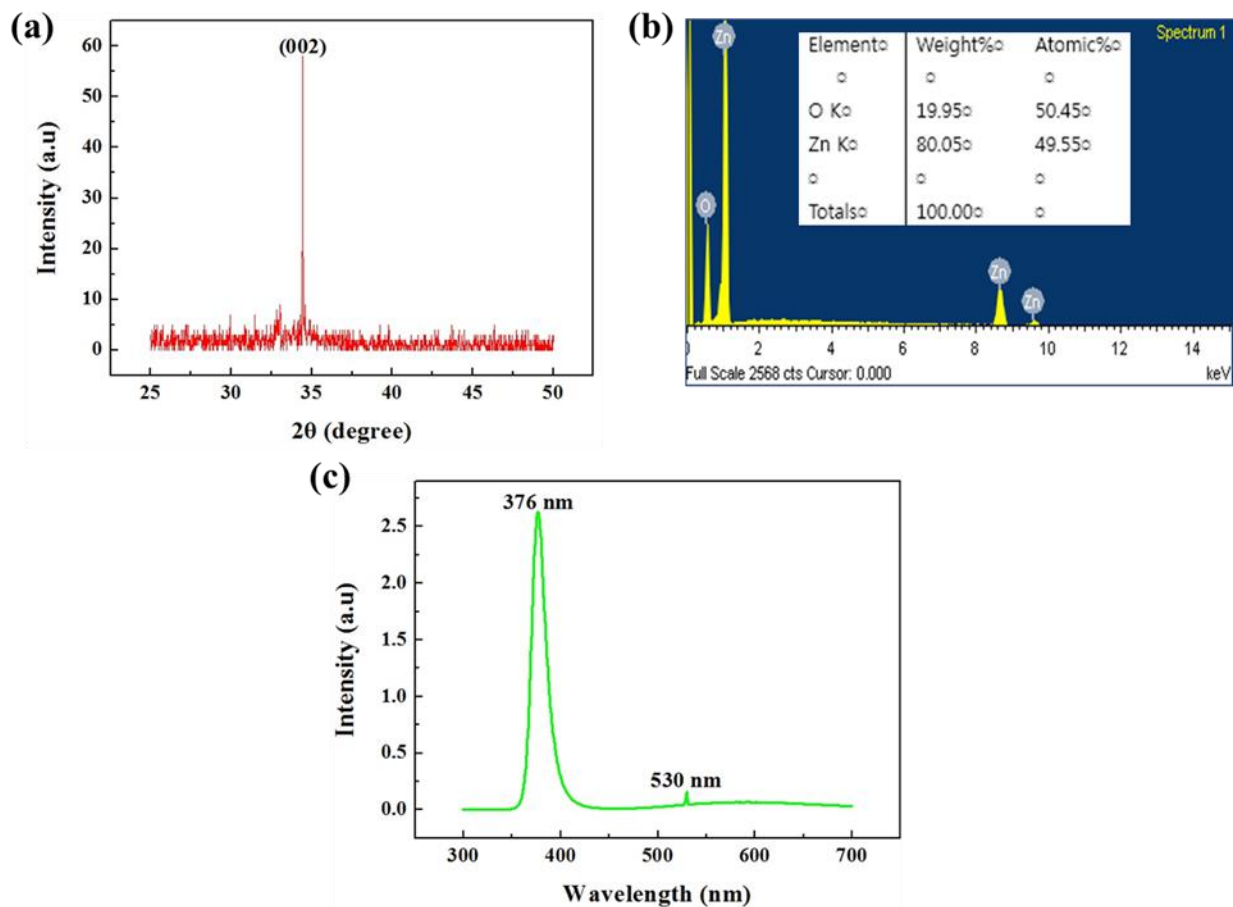 (a)
(002)
60
50
40
30
20
10
0
Intensity (a.u)
25 30 35 40 45 50
2θ (degree)
(b)
Spectrum 1
Zn
O
Zn
Zn
Element¤ Weight%¤ Atomic%¤
¤ ¤ ¤
O K¤ 19.95¤ 50.45¤
Zn K¤ 80.05¤ 49.55¤
¤ ¤ ¤
Totals¤ 100.00¤ ¤
0 2 4 6 8 10 12 14
Full Scale 2568 cts Cursor: 0.000 keV
(c)
376 nm
530 nm
2.5
2.0
1.5
1.0
0.5
0.0
Intensity (a.u)
300 400 500 600 700
Wavelength (nm)